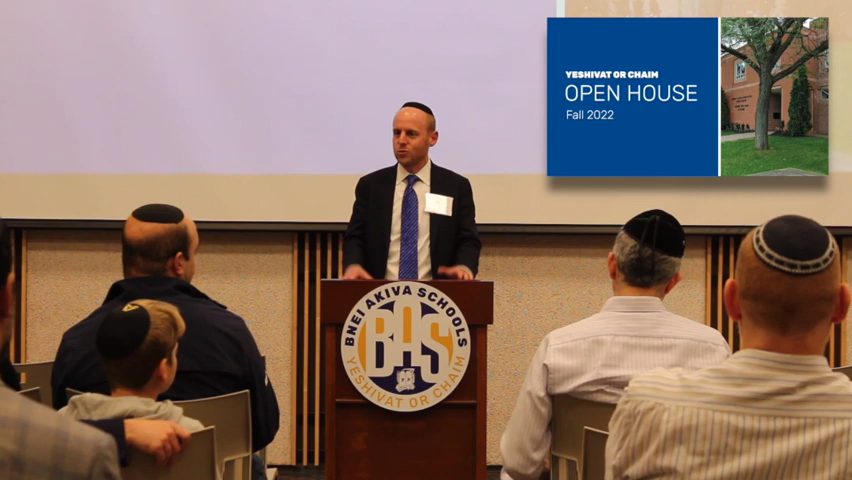 YESHIVAT OR CHAIM
OPEN HOUSE
Fall 2022
BNEI AKIVA SCHOOLS
BAS
YESHIVAT OR CHAIM